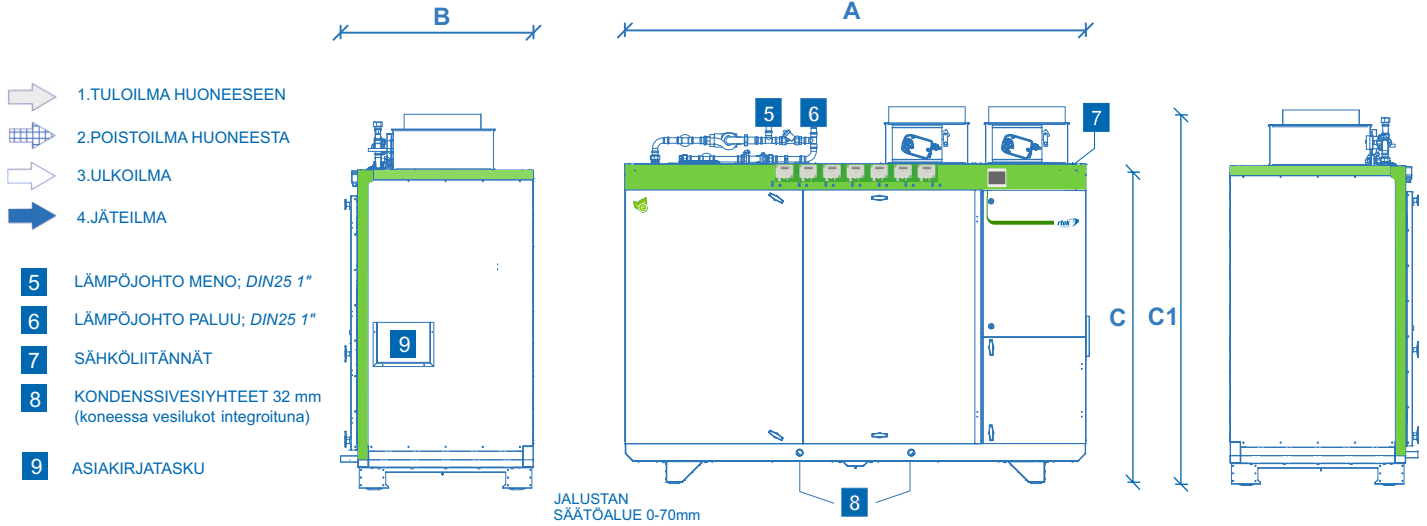 B
A
1.TULOILMA HUONEESEEN
2.POISTOILMA HUONEESTA
3.ULKOILMA
4.JÄTEILMA
5 LÄMPÖJOHTO MENO; DIN25 1"
6 LÄMPÖJOHTO PALUU; DIN25 1"
7 SÄHKÖLIITÄNNÄT
8 KONDENSSIVESIYHTEET 32 mm
(koneessa vesilukot integroituna)
9 ASIAKIRJATASKU
9
5 6
7
rtek
C C1
8
JALUSTAN
SÄÄTÖALUE 0-70mm